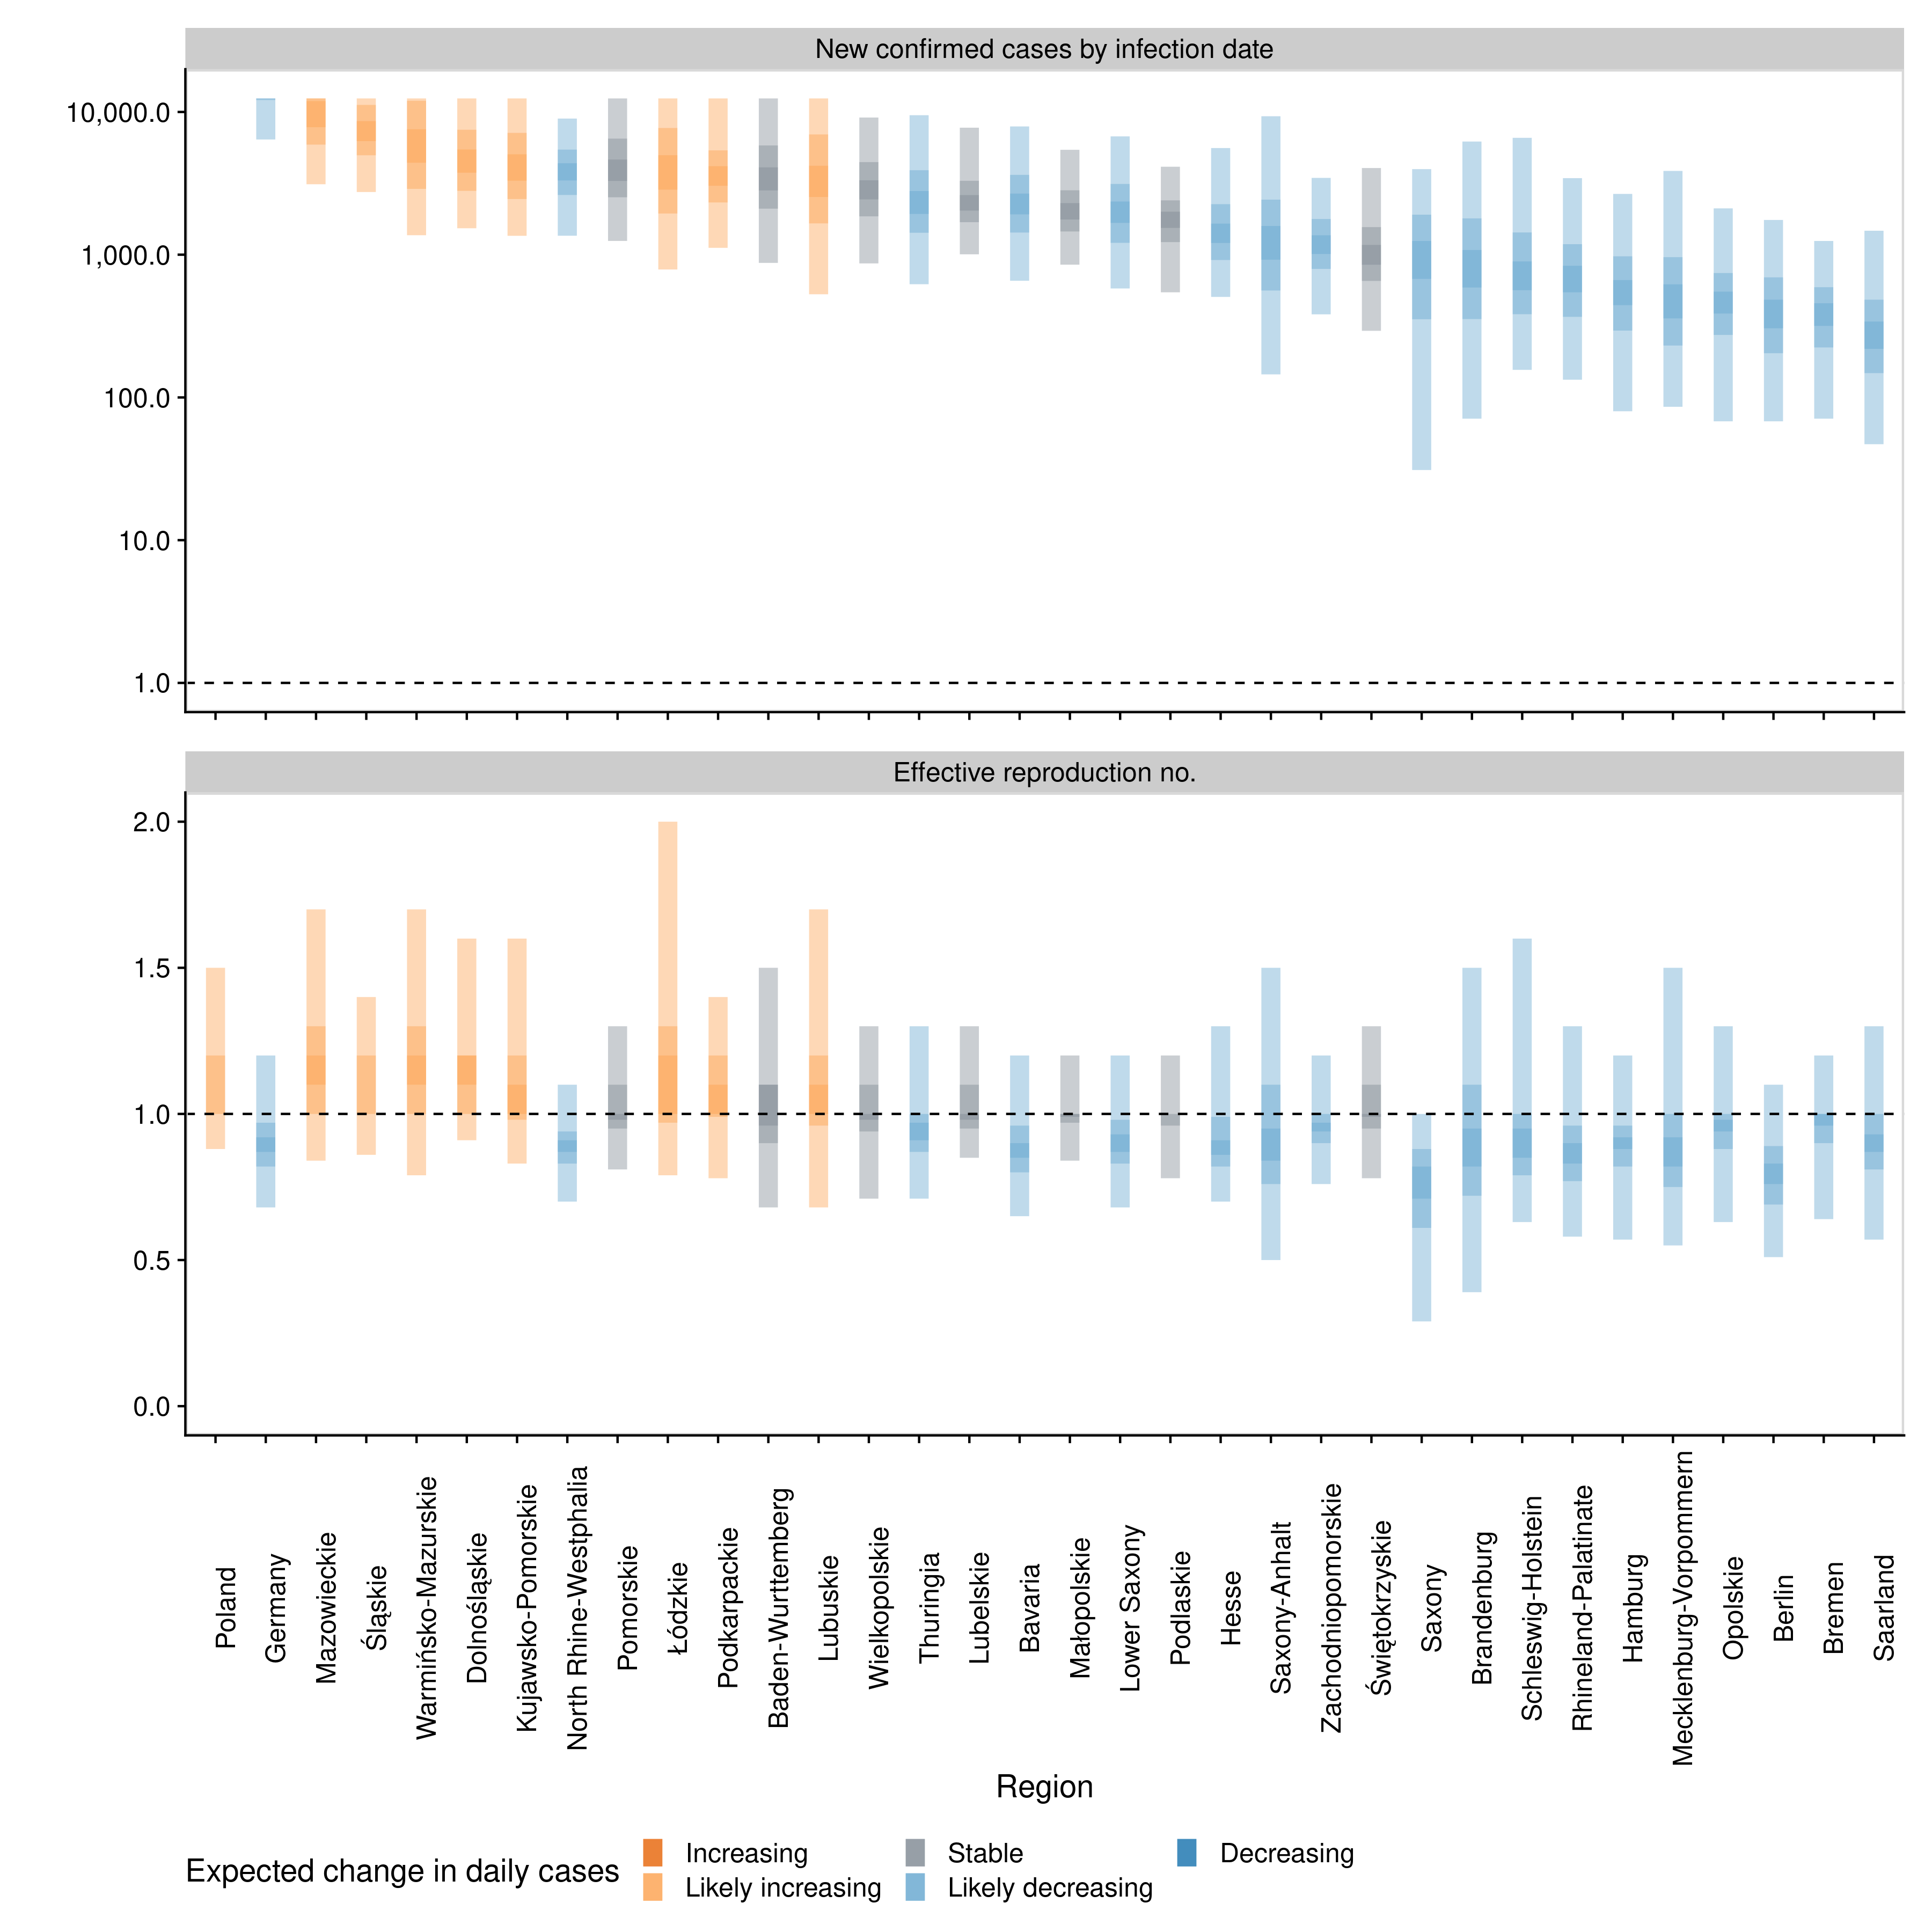 New confirmed cases by infection date
10,000.0
1,000.0
100.0
10.0
1.0
Effective reproduction no.
2.0
1.5
1.0
0.5
0.0
Poland
Germany
Mazowieckie
Śląskie
Warmińsko-Mazurskie
Dolnośląskie
Kujawsko-Pomorskie
North Rhine-Westphalia
Pomorskie
Łódzkie
Podkarpackie
Baden-Wurttemberg
Lubuskie
Wielkopolskie
Thuringia
Lubelskie
Bavaria
Małopolskie
Lower Saxony
Podlaskie
Hesse
Saxony-Anhalt
Zachodniopomorskie
Świętokrzyskie
Saxony
Brandenburg
Schleswig-Holstein
Rhineland-Palatinate
Hamburg
Mecklenburg-Vorpommern
Opolskie
Berlin
Bremen
Saarland
Region
Expected change in daily cases
Increasing
Likely increasing
Stable
Likely decreasing
Decreasing